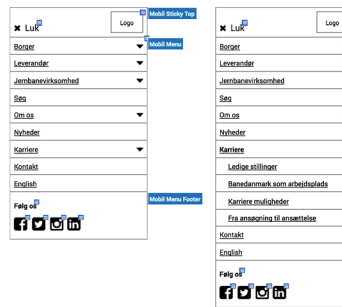 ✖ Luk
Logo
Mobil Sticky Top
Borger
Mobil Menu
Leverandør
Jernbanevirksomhed
Søg
Om os
Nyheder
Karriere
Kontakt
English
Mobil Menu Footer
Følg os
✖ Luk
Logo
Borger
Leverandør
Jernbanevirksomhed
Søg
Om os
Nyheder
Karriere
Ledige stillinger
Banedanmark som arbejdsplads
Karriere muligheder
Fra ansøgning til ansættelse
Kontakt
English
Følg os